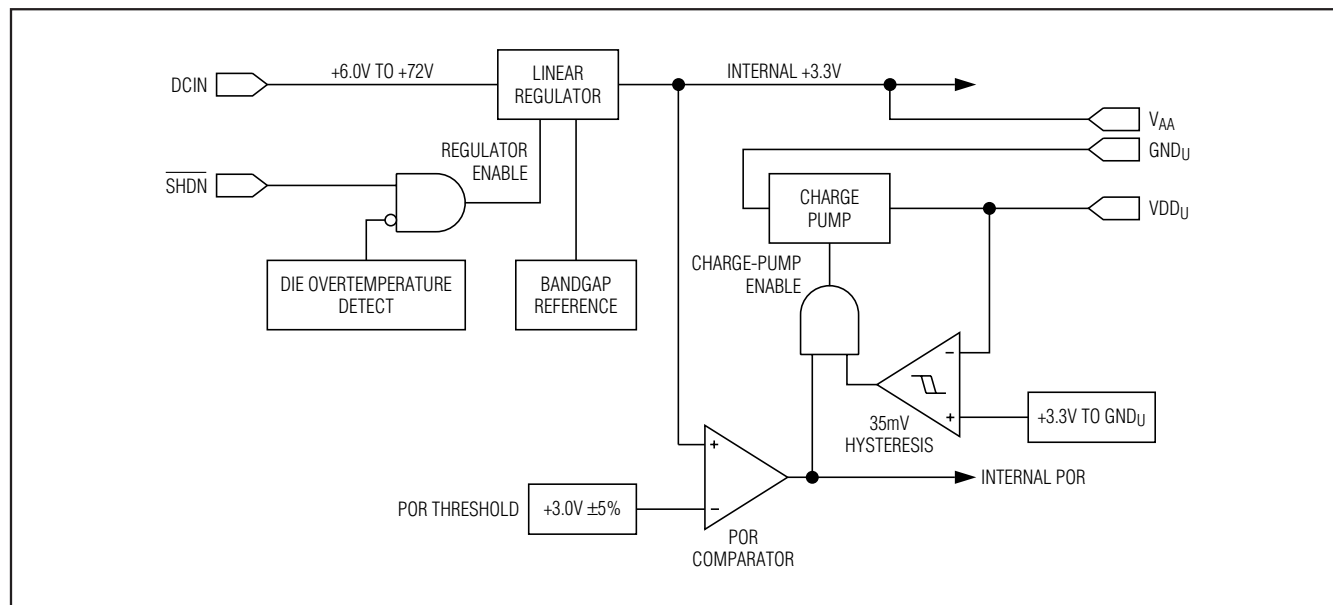 DCIN
+6.0V TO +72V
LINEAR
REGULATOR
INTERNAL +3.3V
VAA
GNDU
VDDU
SHDN
REGULATOR
ENABLE
DIE OVERTEMPERATURE
DETECT
BANDGAP
REFERENCE
CHARGE
PUMP
CHARGE-PUMP
ENABLE
−
+
35mV
HYSTERESIS
+3.3V TO GNDU
+
−
POR THRESHOLD
+3.0V ±5%
POR
COMPARATOR
INTERNAL POR